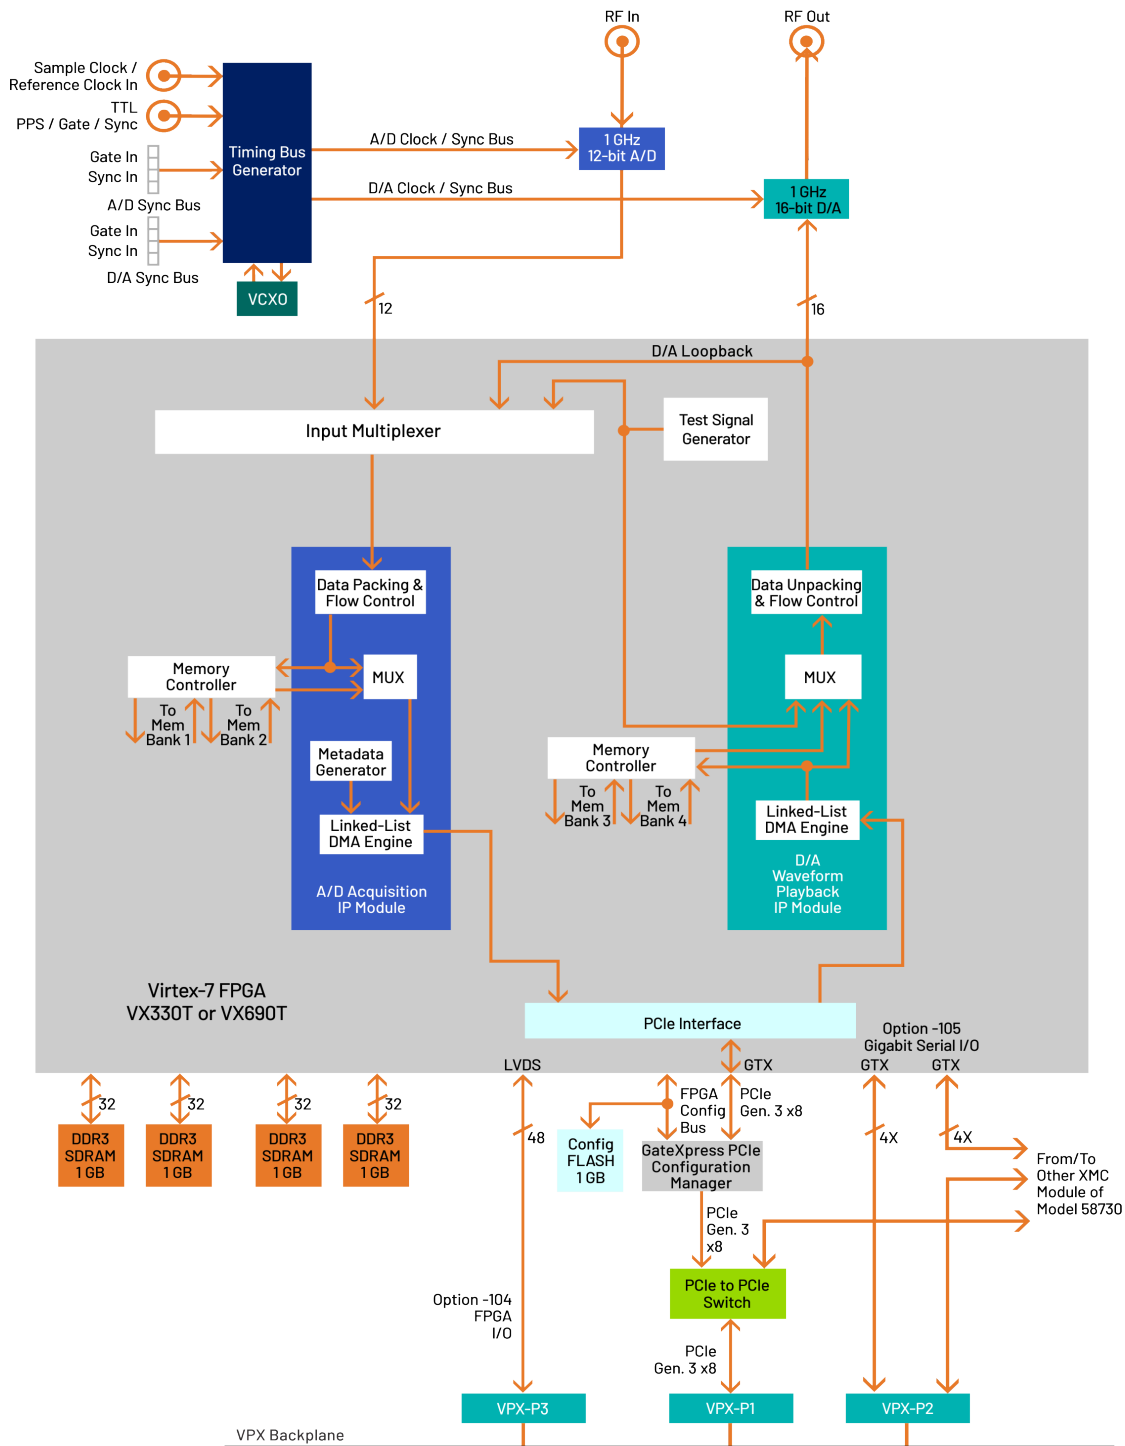 RF In
RF Out
Sample Clock /
Reference Clock In
TTL
PPS / Gate / Sync
Gate In
Sync In
A/D Sync Bus
Gate In
Sync In
D/A Sync Bus
Timing Bus
Generator
VCXO
A/D Clock / Sync Bus
D/A Clock / Sync Bus
1 GHz
12-bit A/D
1 GHz
16-bit D/A
12
16
D/A Loopback
Input Multiplexer
Test Signal
Generator
Data Packing &
Flow Control
Memory
Controller
MUX
To
Mem
Bank 1
To
Mem
Bank 2
Metadata
Generator
Linked-List
DMA Engine
A/D Acquisition
IP Module
Data Unpacking
& Flow Control
MUX
Memory
Controller
To
Mem
Bank 3
To
Mem
Bank 4
Linked-List
DMA Engine
D/A
Waveform
Playback
IP Module
Virtex-7 FPGA
VX330T or VX690T
PCIe Interface
Option -105
Gigabit Serial I/O
LVDS
GTX
GTX
GTX
32
32
32
32
DDR3
SDRAM
1 GB
DDR3
SDRAM
1 GB
DDR3
SDRAM
1 GB
DDR3
SDRAM
1 GB
48
FPGA
Config
Bus
PCIe
Gen. 3 x8
4X
4X
Config
FLASH
1 GB
GateXpress PCIe
Configuration
Manager
From/To
Other XMC
Module of
Model 58730
PCIe
Gen. 3
x8
PCIe to PCIe
Switch
Option -104
FPGA
I/O
PCIe
Gen. 3 x8
VPX-P3
VPX-P1
VPX-P2
VPX Backplane